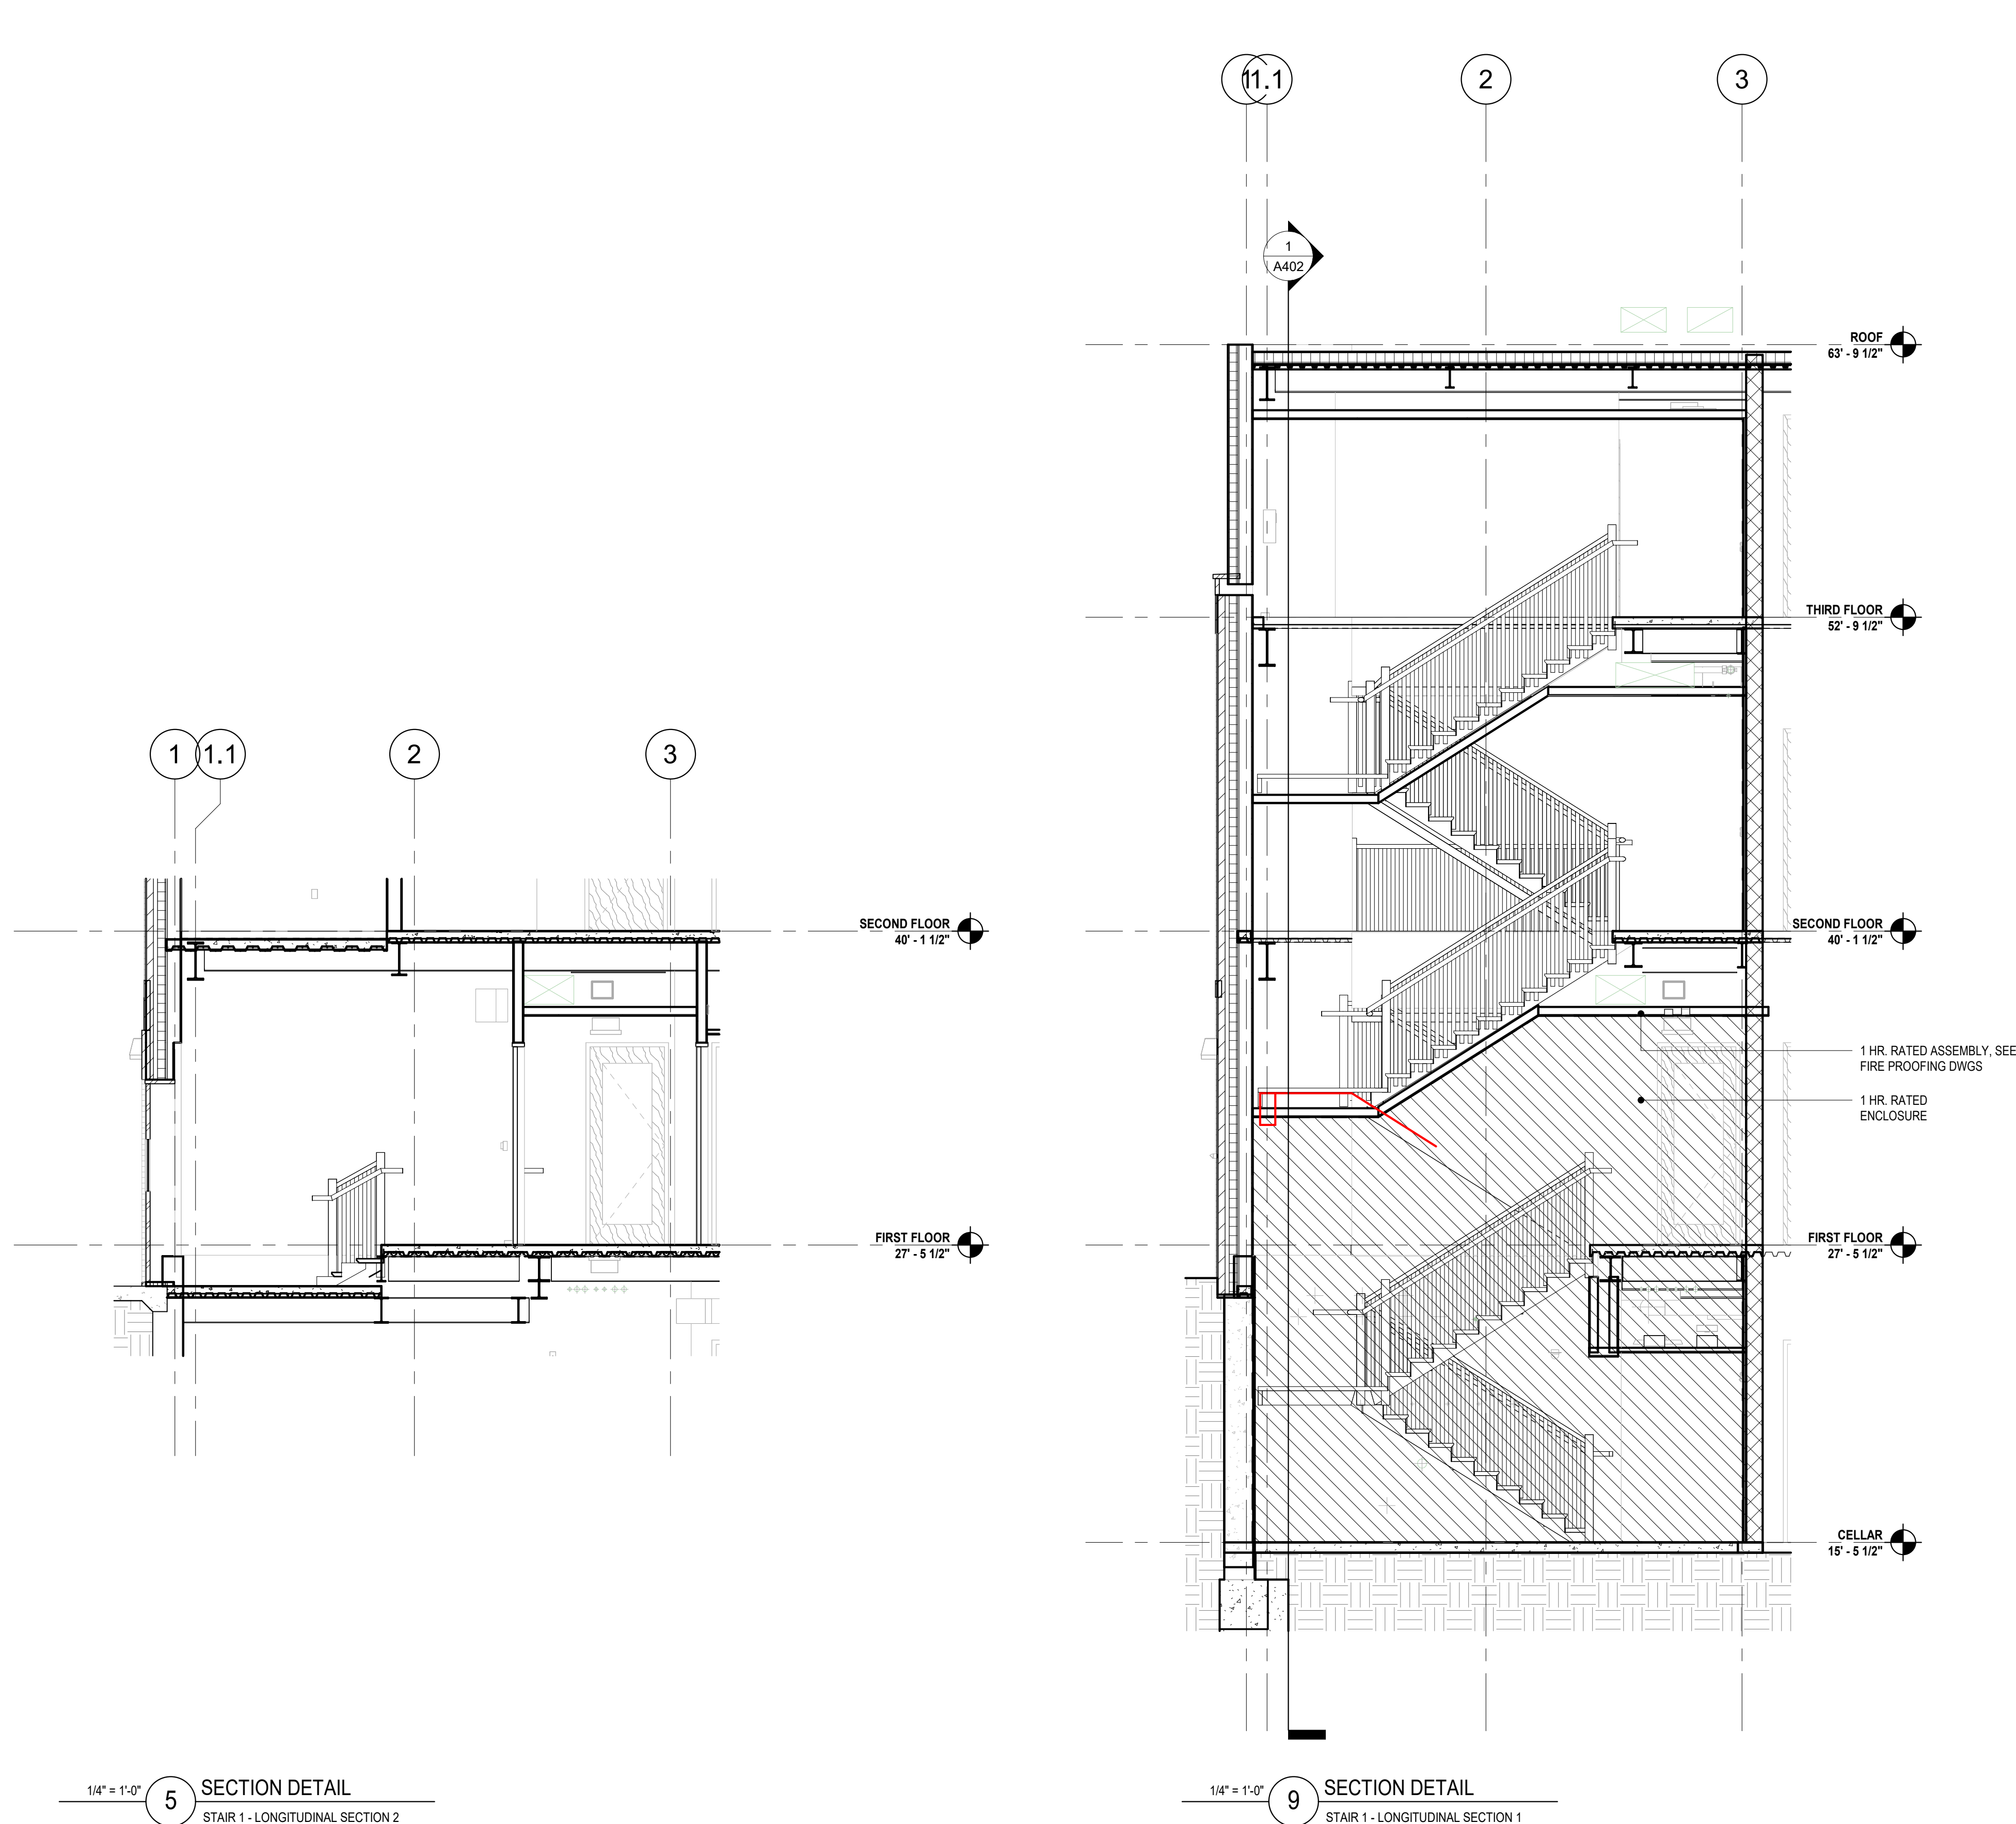 1
1.1
2
3
1
A402
ROOF
63' - 9 1/2"
THIRD FLOOR
52' - 9 1/2"
SECOND FLOOR
40' - 1 1/2"
1 HR. RATED ASSEMBLY, SEE
FIRE PROOFING DWGS
1 HR. RATED
ENCLOSURE
FIRST FLOOR
27' - 5 1/2"
CELLAR
15' - 5 1/2"
1
1.1
2
3
SECOND FLOOR
40' - 1 1/2"
FIRST FLOOR
27' - 5 1/2"
1/4" = 1'-0"
5
SECTION DETAIL
STAIR 1 - LONGITUDINAL SECTION 2
1/4" = 1'-0"
9
SECTION DETAIL
STAIR 1 - LONGITUDINAL SECTION 1